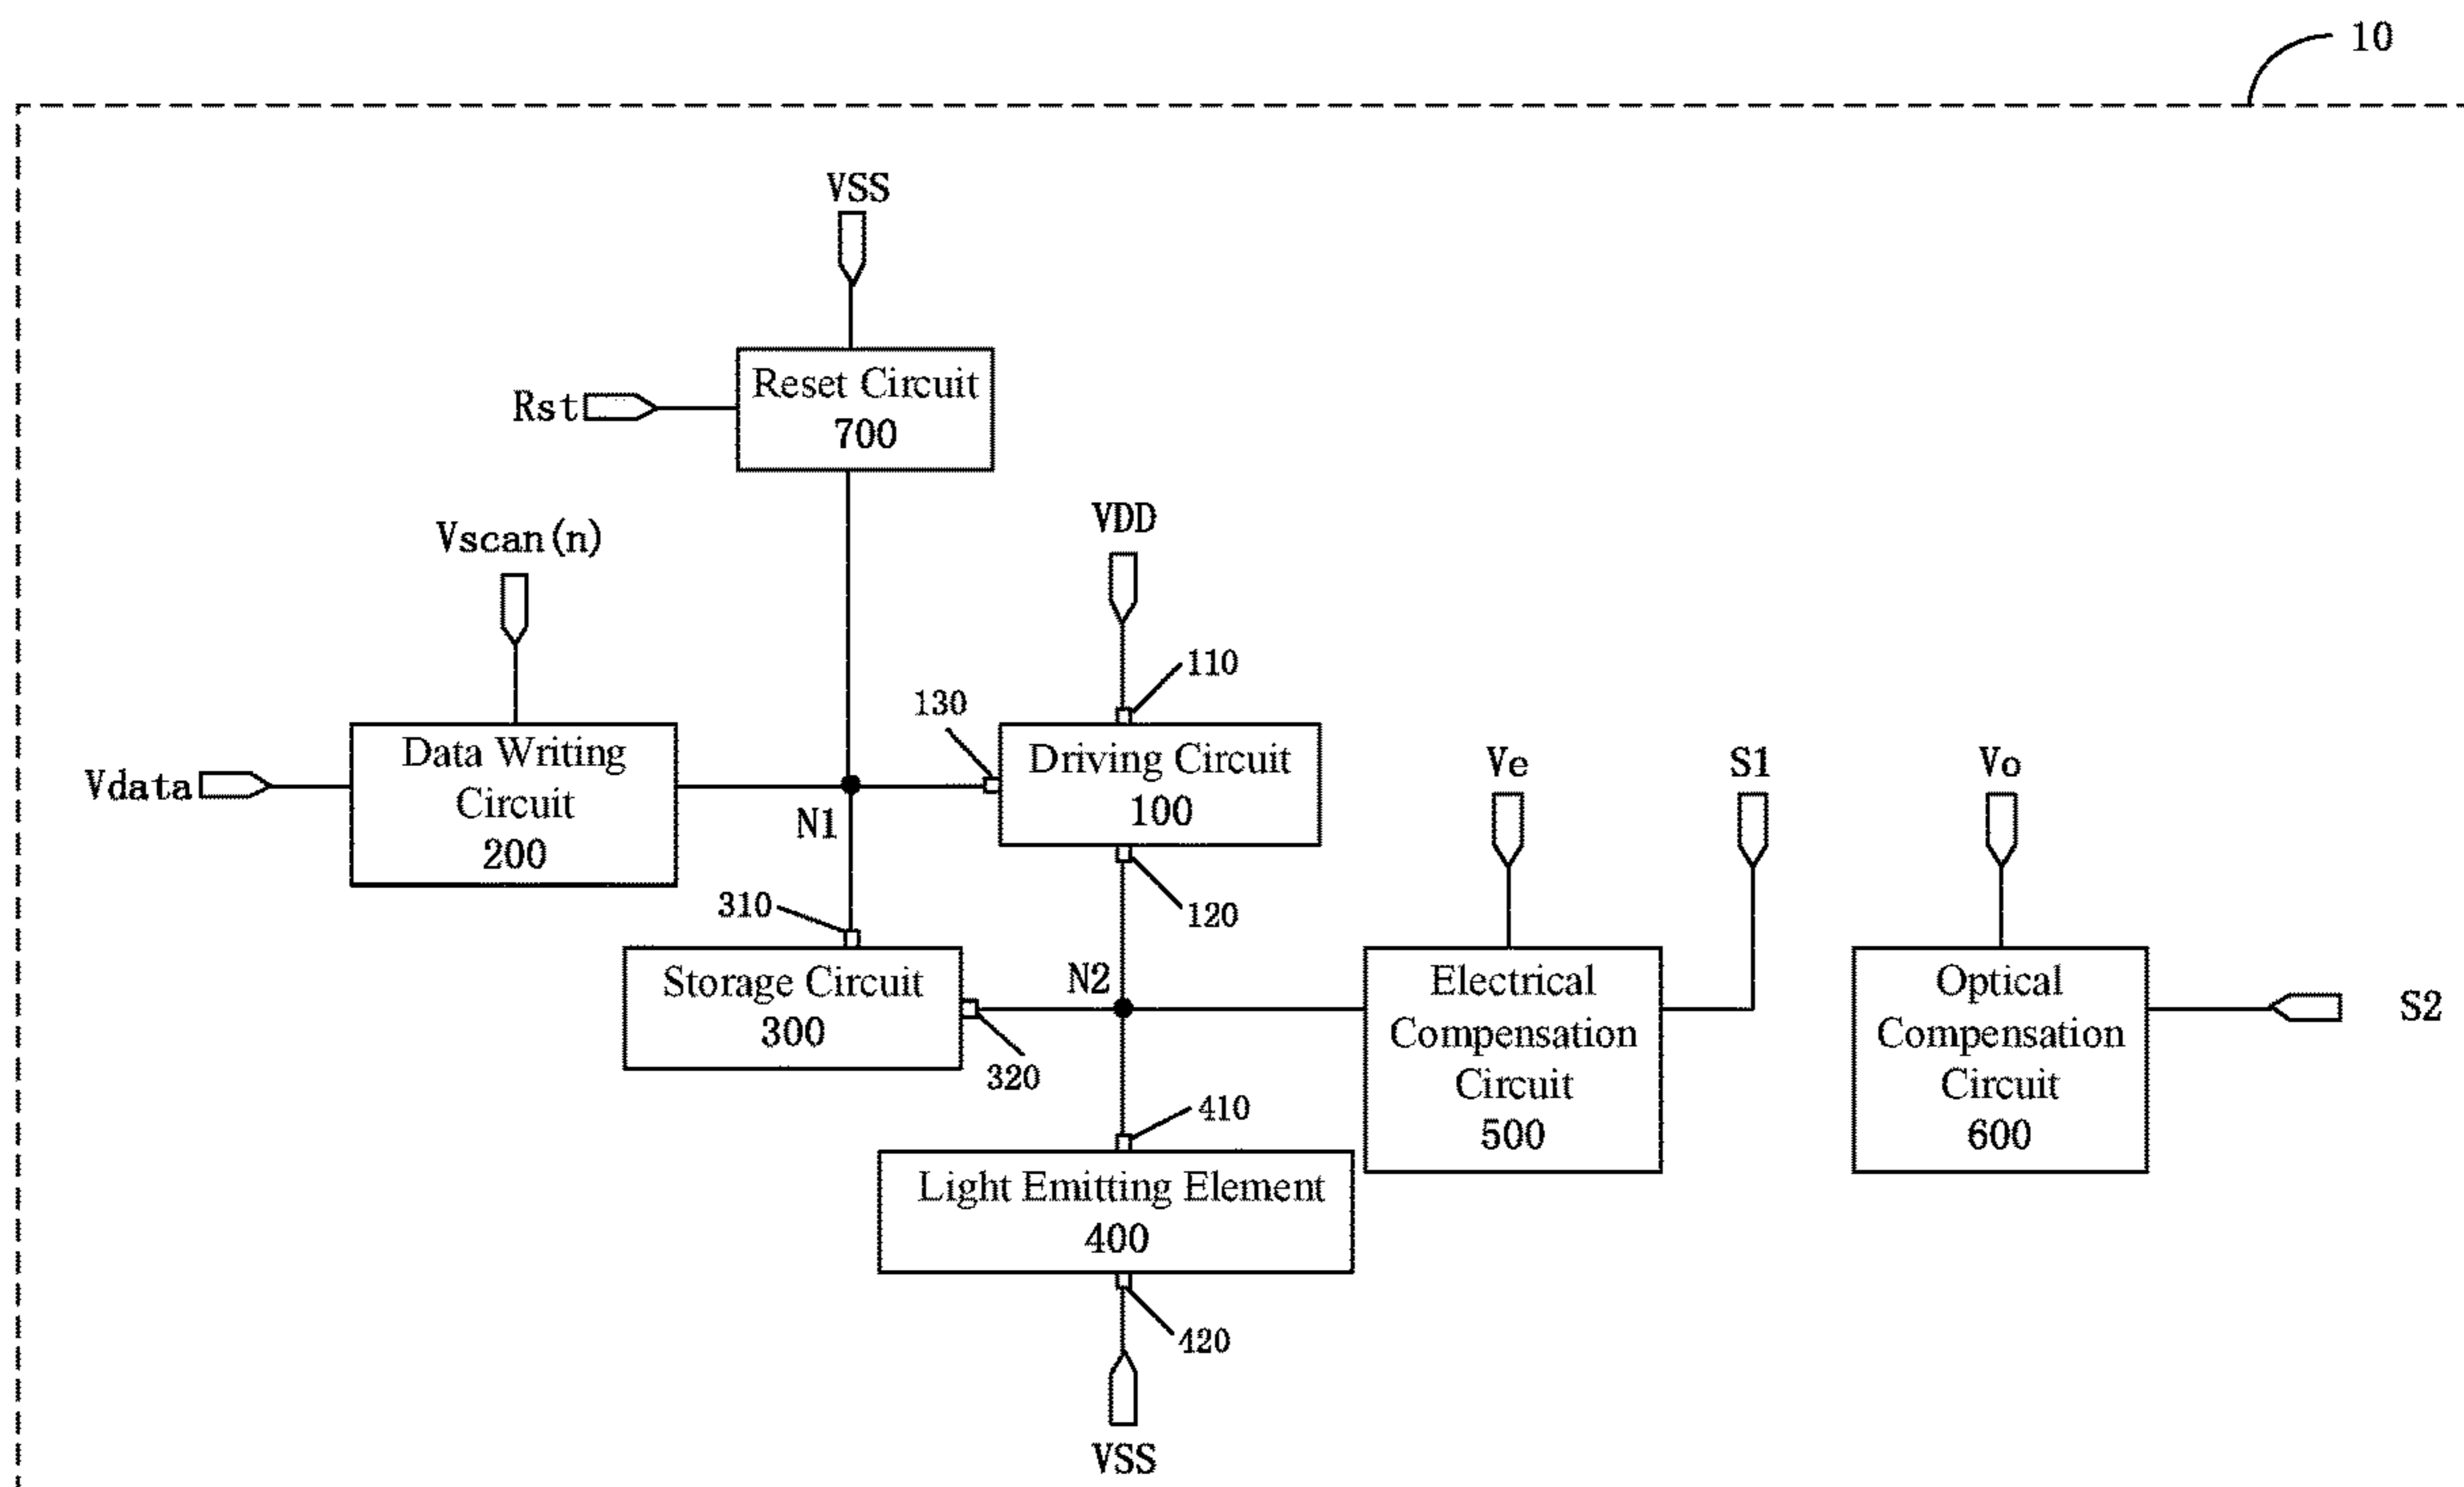 10
VSS
Reset Circuit
700
Rst
VDD
Vscan(n)
110
130
Data Writing
Circuit
200
Driving Circuit
100
Vdata
Ve
S1
Vo
N1
310
120
Storage Circuit
300
N2
320
Electrical
Compensation
Circuit
500
Optical
Compensation
Circuit
600
S2
410
Light Emitting Element
400
420
VSS